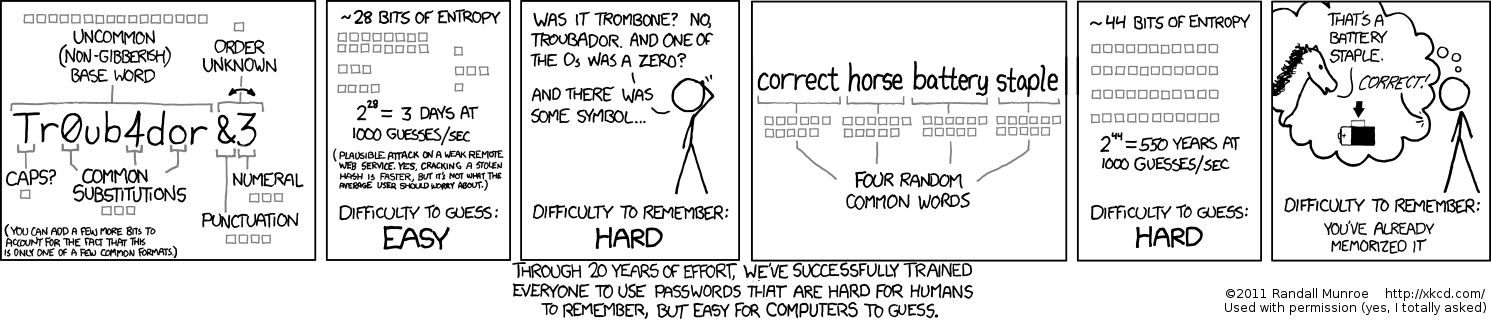 UNCOMMON
(NON-GIBBERISH)
BASE WORD
ORDER
UNKNOWN
Tr0ub4dor &3
CAPS?
COMMON
SUBSTITUTIONS
NUMERAL
PUNCTUATION
(YOU CAN ADD A FEW MORE BITS TO
ACCOUNT FOR THE FACT THAT THIS
IS ONLY ONE OF A FEW COMMON FORMATS.)
~28 BITS OF ENTROPY
2^28 = 3 DAYS AT
1000 GUESSES/SEC
(PLAUSIBLE ATTACK ON A WEAK REMOTE
WEB SERVICE. YES, CRACKING A STOLEN
HASH IS FASTER, BUT IT'S NOT WHAT THE
AVERAGE USER SHOULD WORRY ABOUT.)
DIFFICULTY TO GUESS:
EASY
WAS IT TROMBONE? NO,
TROUBADOR. AND ONE OF
THE Os WAS A ZERO?
AND THERE WAS
SOME SYMBOL...
DIFFICULTY TO REMEMBER:
HARD
correct horse battery staple
FOUR RANDOM
COMMON WORDS
~44 BITS OF ENTROPY
2^44 = 550 YEARS AT
1000 GUESSES/SEC
DIFFICULTY TO GUESS:
HARD
THAT'S A
BATTERY
STAPLE.
CORRECT!
DIFFICULTY TO REMEMBER:
YOU'VE ALREADY
MEMORIZED IT
THROUGH 20 YEARS OF EFFORT, WE'VE SUCCESSFULLY TRAINED
EVERYONE TO USE PASSWORDS THAT ARE HARD FOR HUMANS
TO REMEMBER, BUT EASY FOR COMPUTERS TO GUESS.
©2011 Randall Munroe http://xkcd.com/
Used with permission (yes, I totally asked)